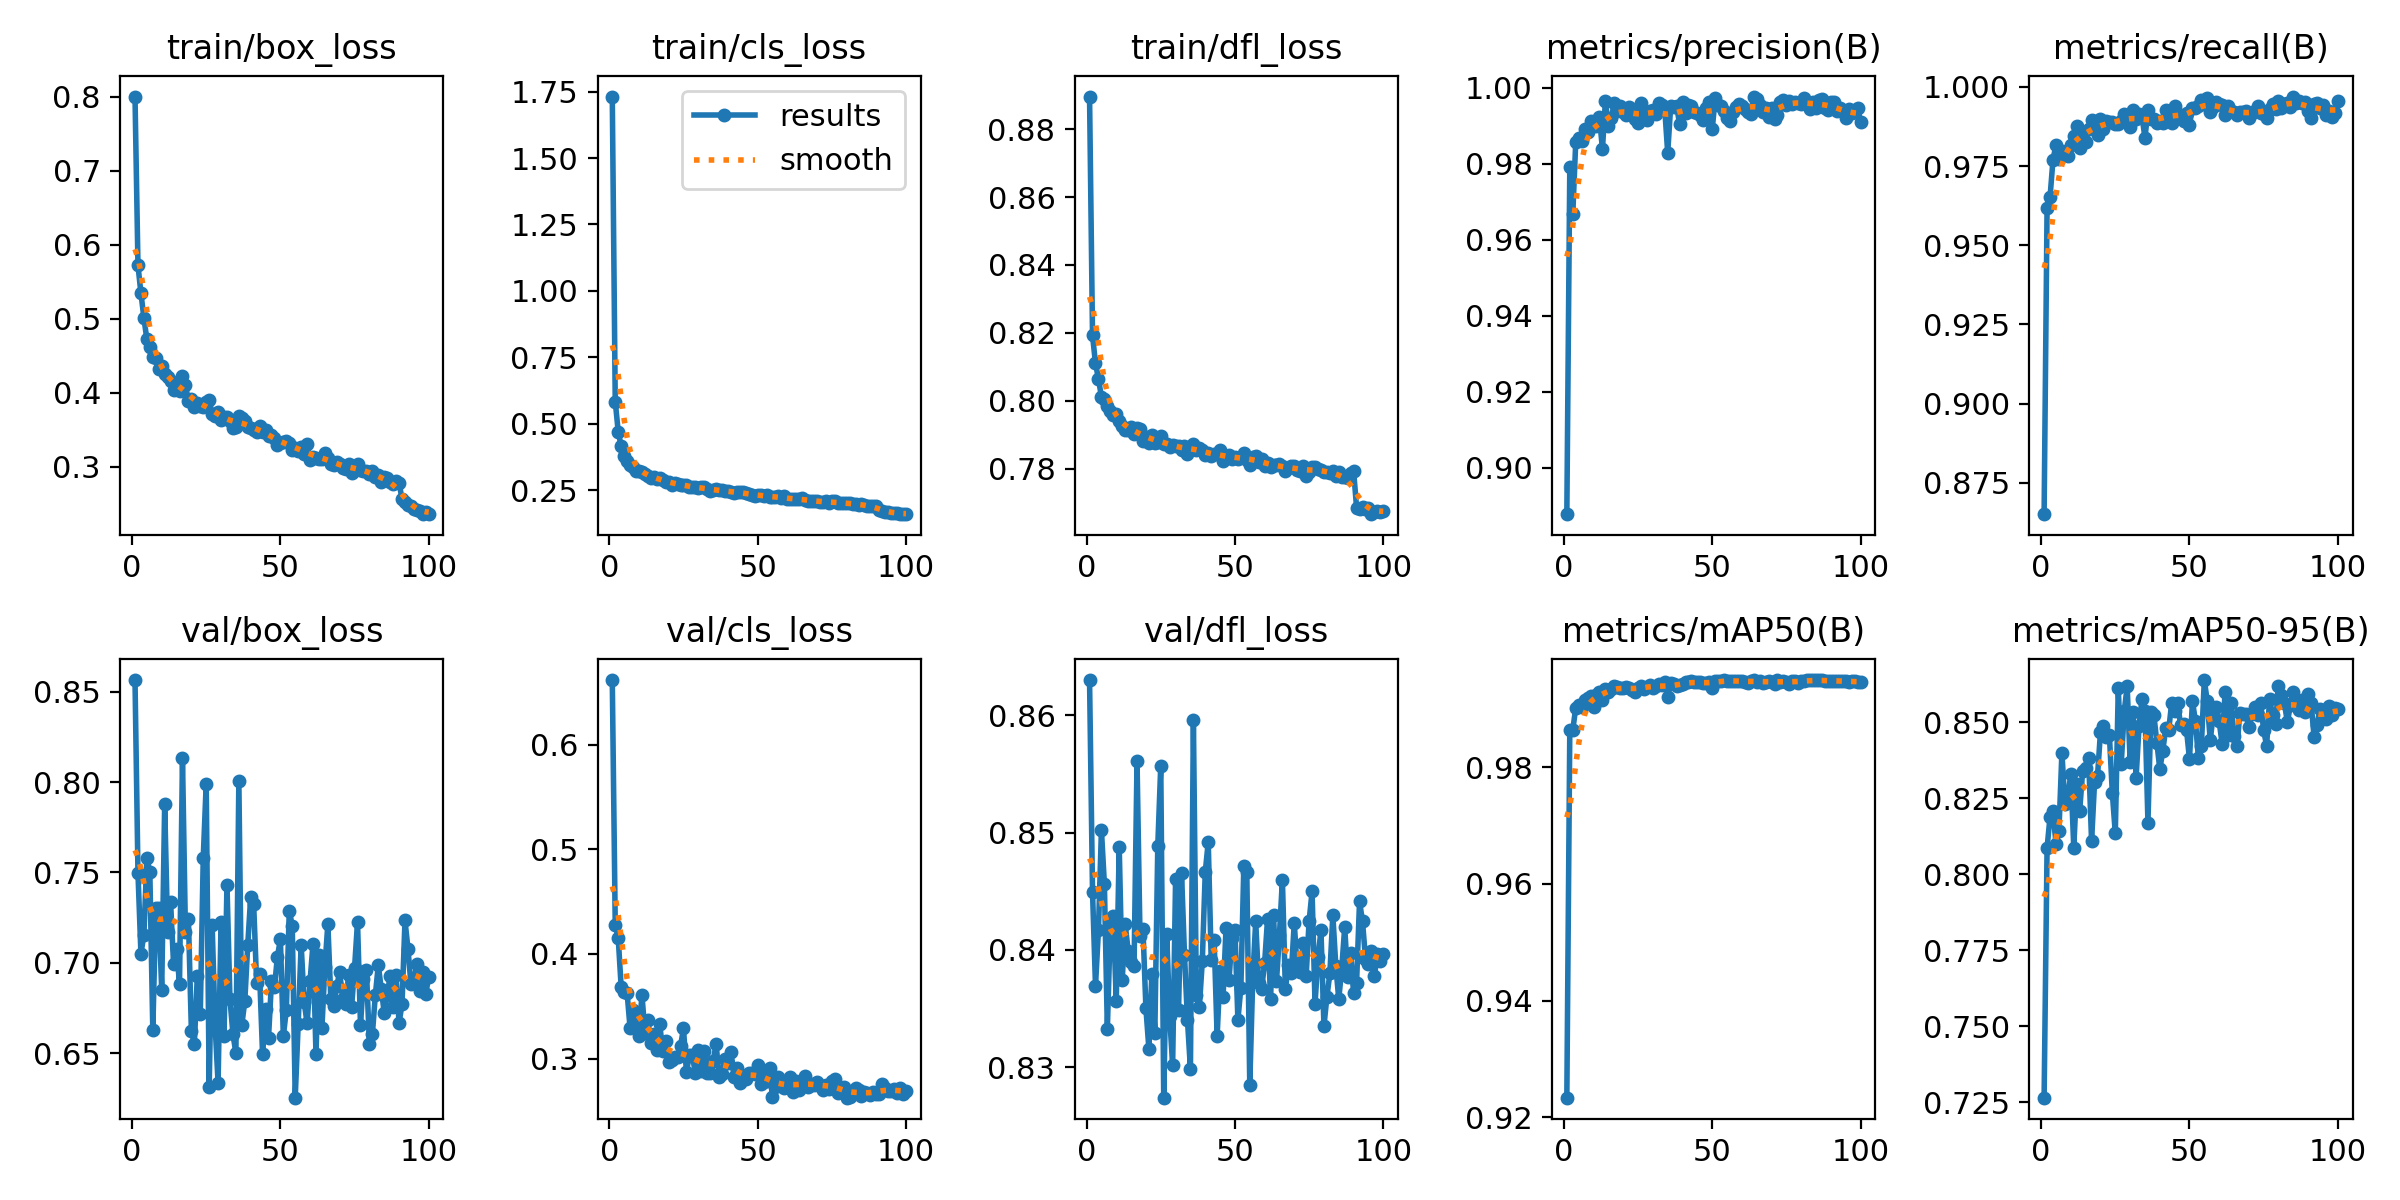 train/box_loss
0.8
0.7
0.6
0.5
0.4
0.3
0 50 100
train/cls_loss
results
smooth
1.75
1.50
1.25
1.00
0.75
0.50
0.25
0 50 100
train/dfl_loss
0.88
0.86
0.84
0.82
0.80
0.78
0 50 100
metrics/precision(B)
1.00
0.98
0.96
0.94
0.92
0.90
0 50 100
metrics/recall(B)
1.000
0.975
0.950
0.925
0.900
0.875
0 50 100
val/box_loss
0.85
0.80
0.75
0.70
0.65
0 50 100
val/cls_loss
0.6
0.5
0.4
0.3
0 50 100
val/dfl_loss
0.86
0.85
0.84
0.83
0 50 100
metrics/mAP50(B)
0.98
0.96
0.94
0.92
0 50 100
metrics/mAP50-95(B)
0.850
0.825
0.800
0.775
0.750
0.725
0 50 100